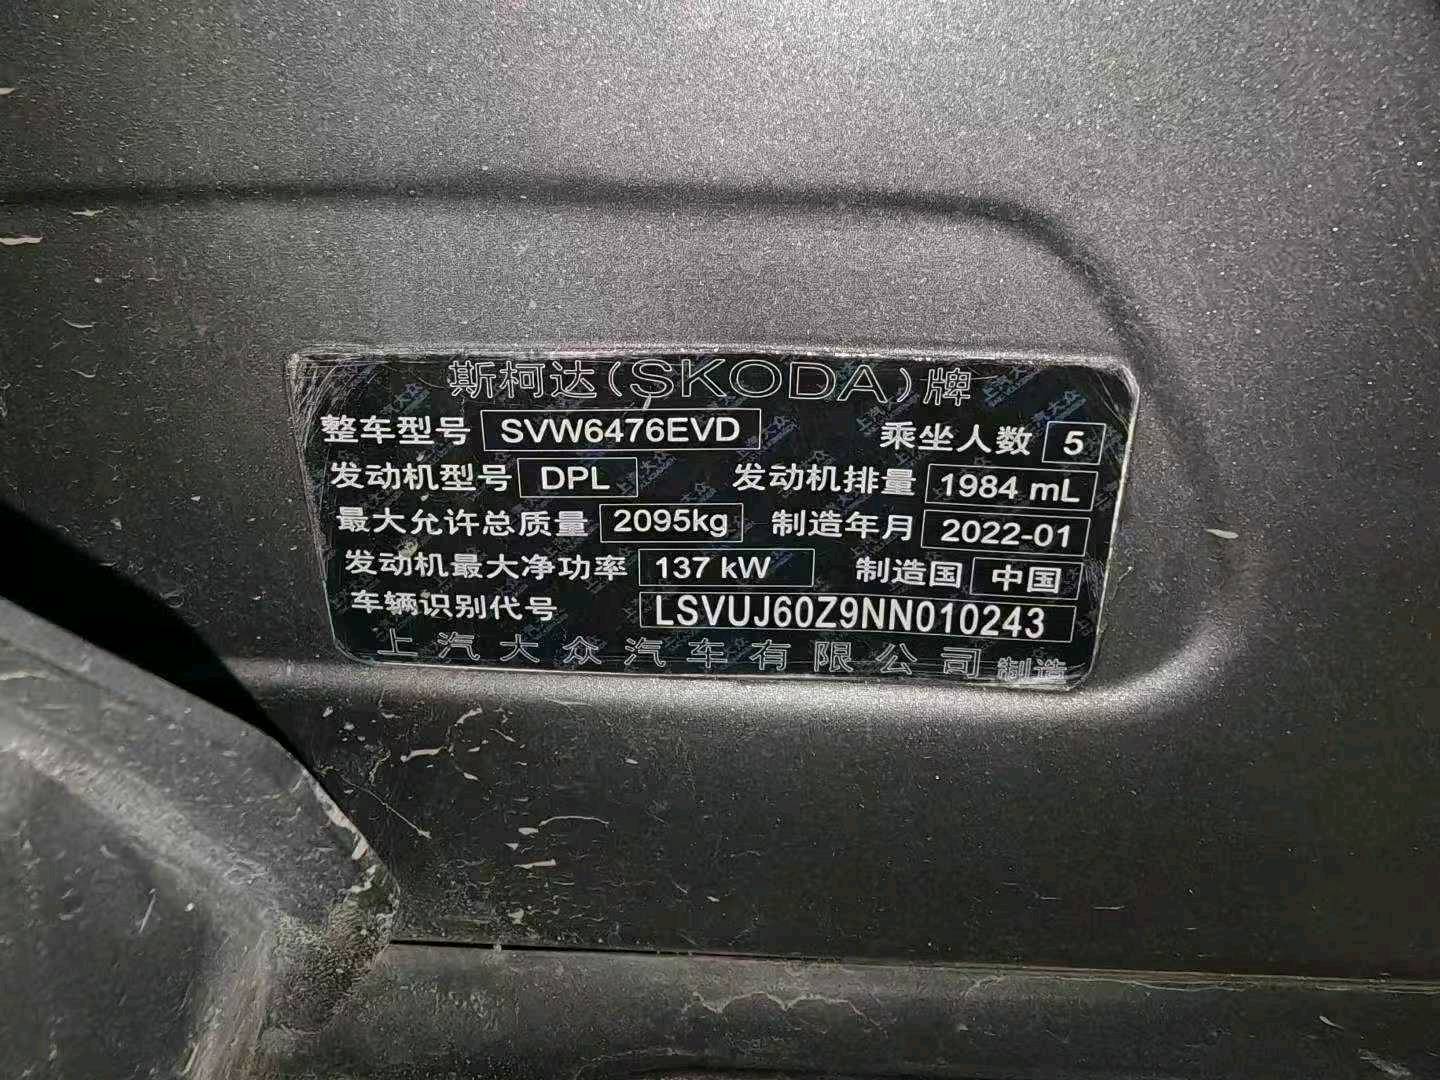 斯柯达(SKODA)牌
整车型号 SVW6476EVD 乘坐人数 5
发动机型号 DPL 发动机排量 1984 mL
最大允许总质量 2095kg 制造年月 2022-01
发动机最大净功率 137 kW 制造国 中国
车辆识别代号 LSVUJ60Z9NN010243
上汽大众汽车有限公司 制造